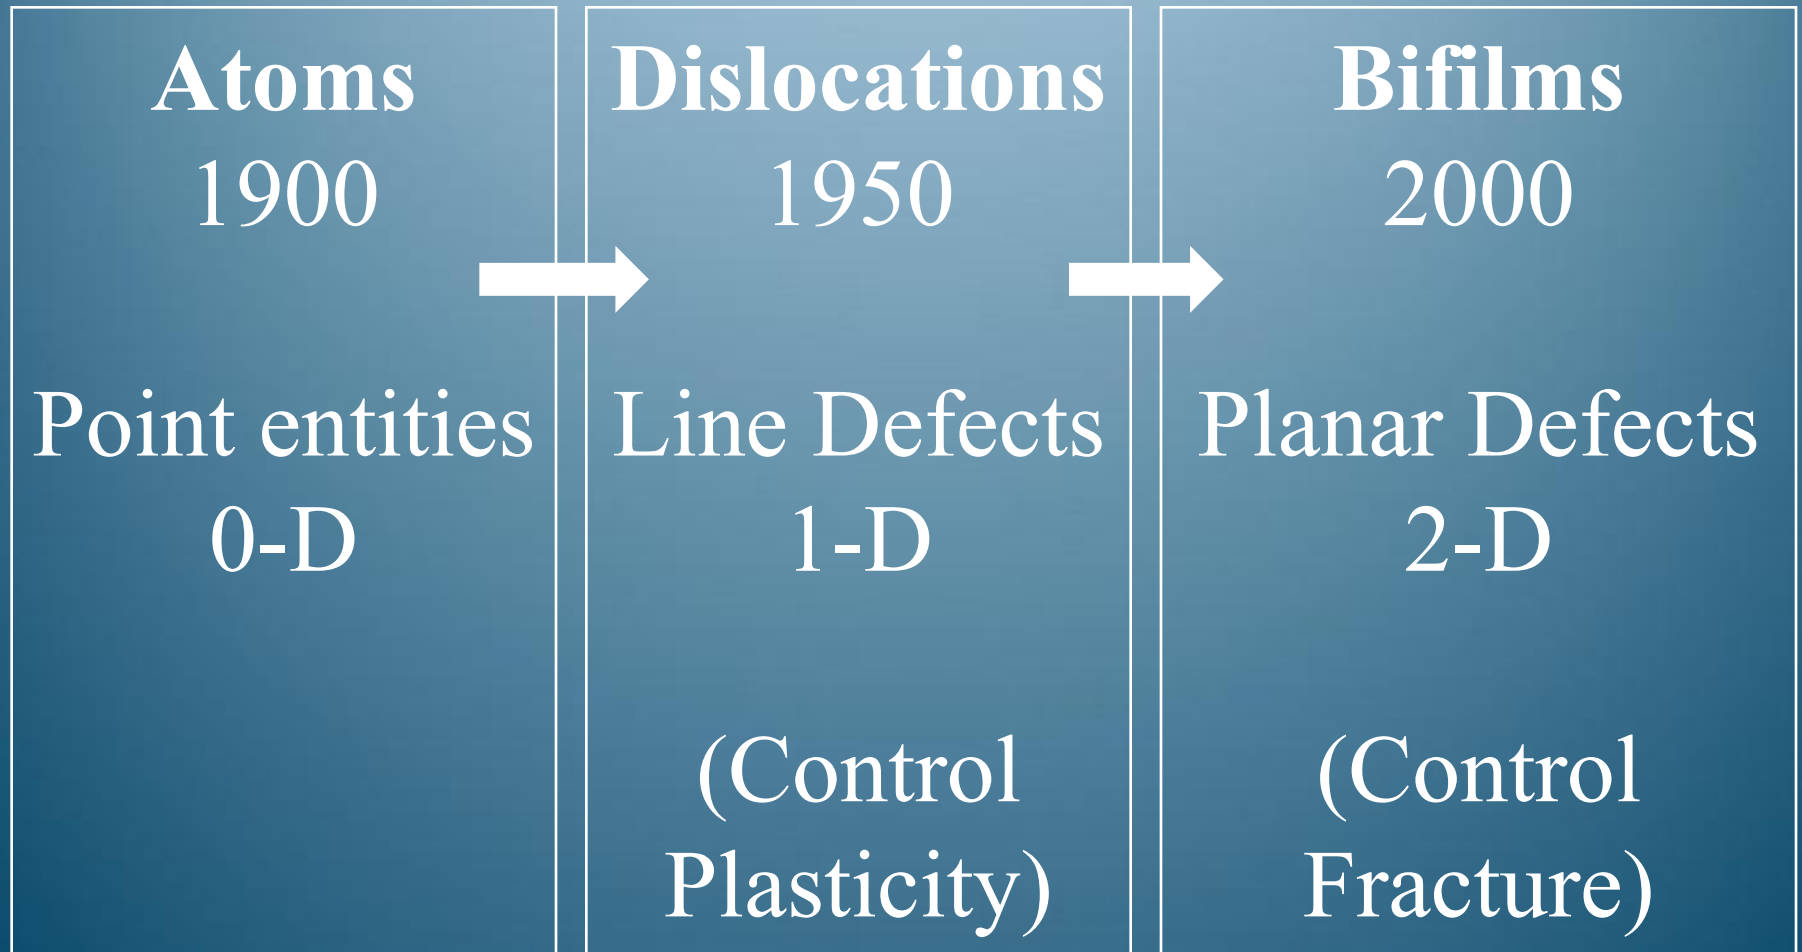 Atoms
1900
Point entities
0-D
Dislocations
1950
Line Defects
1-D
(Control
Plasticity)
Bifilms
2000
Planar Defects
2-D
(Control
Fracture)